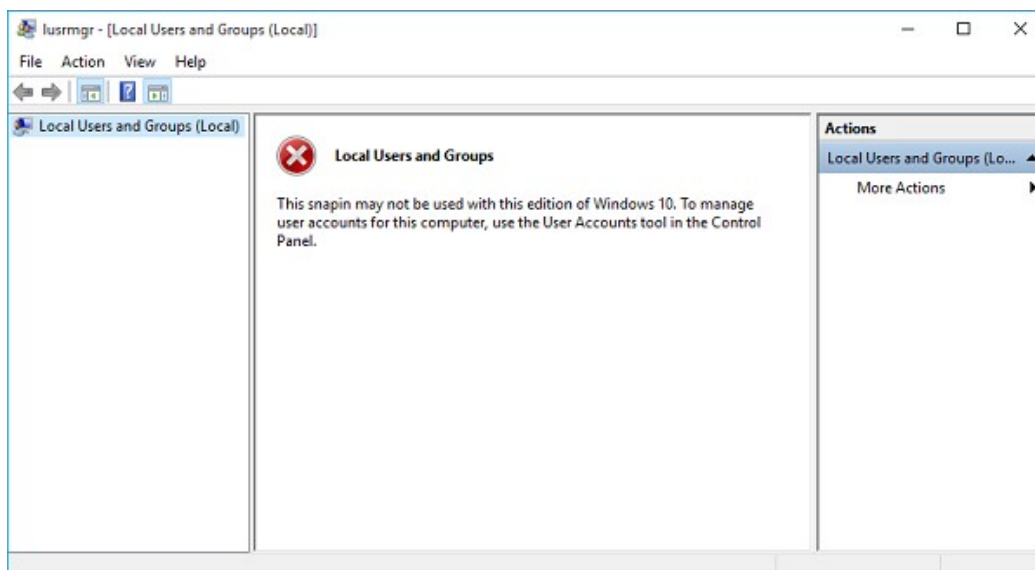 lusrmgr - [Local Users and Groups (Local)]
File Action View Help
Local Users and Groups (Local)
Local Users and Groups
This snapin may not be used with this edition of Windows 10. To manage
user accounts for this computer, use the User Accounts tool in the Control
Panel.
Actions
Local Users and Groups (Lo...
More Actions